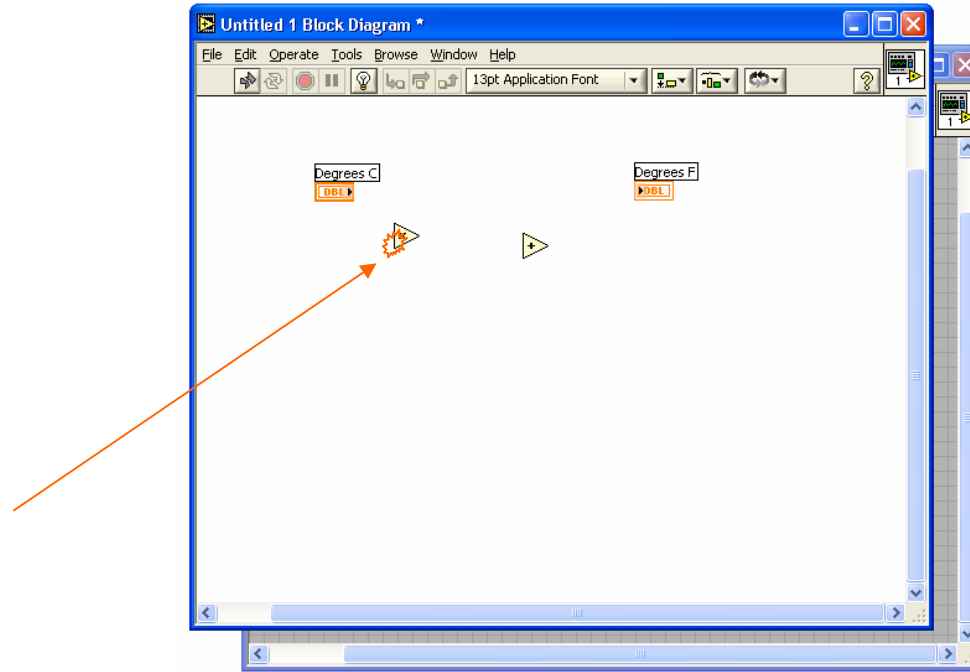 Untitled 1 Block Diagram *
File Edit Operate Tools Browse Window Help
13pt Application Font
?
1
1
Degrees C
DBL
Degrees F
DBL
+